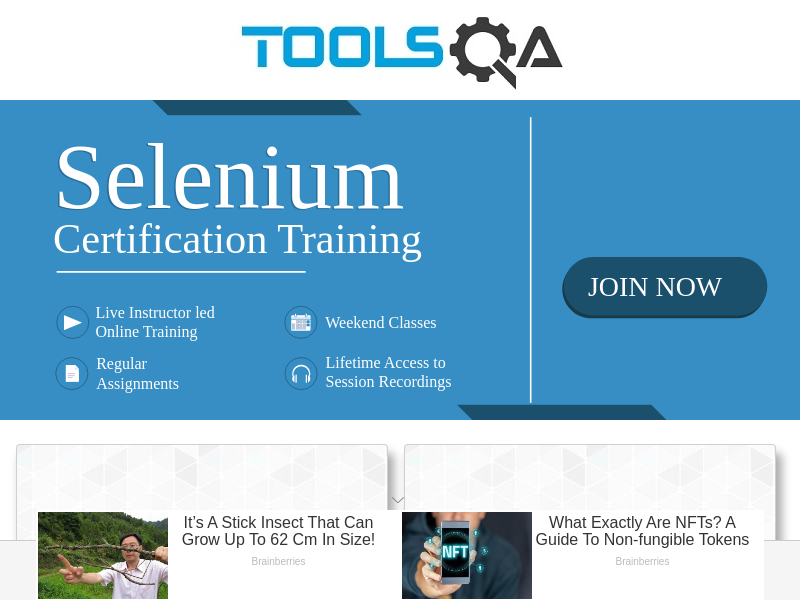 TOOLSQA
Selenium
Certification Training
JOIN NOW
Live Instructor led
Online Training
Weekend Classes
Regular
Assignments
Lifetime Access to
Session Recordings
It's A Stick Insect That Can
Grow Up To 62 Cm In Size!
Brainberries
NFT
What Exactly Are NFTs? A
Guide To Non-fungible Tokens
Brainberries